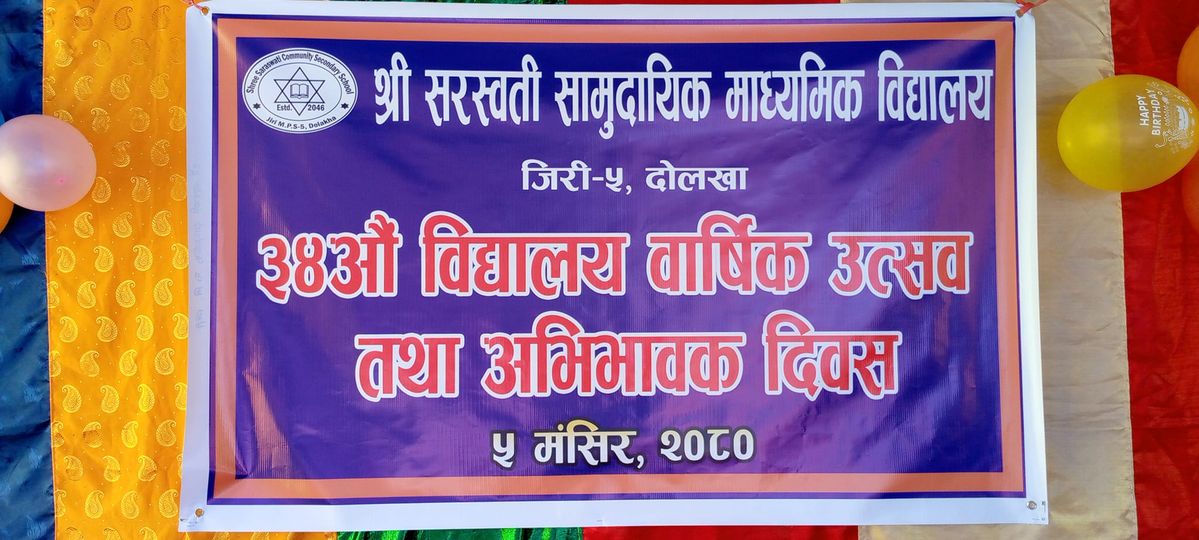 Shree Saraswati Community Secondary School
Estd. 2046
Jiri M.P.S-5, Dolakha
श्री सरस्वती सामुदायिक माध्यमिक विद्यालय
जिरी-५, दोलखा
३४औ विद्यालय वार्षिक उत्सव
तथा अभिभावक दिवस
५ मंसिर, २०८०
HAPPY
BIRTHDAY